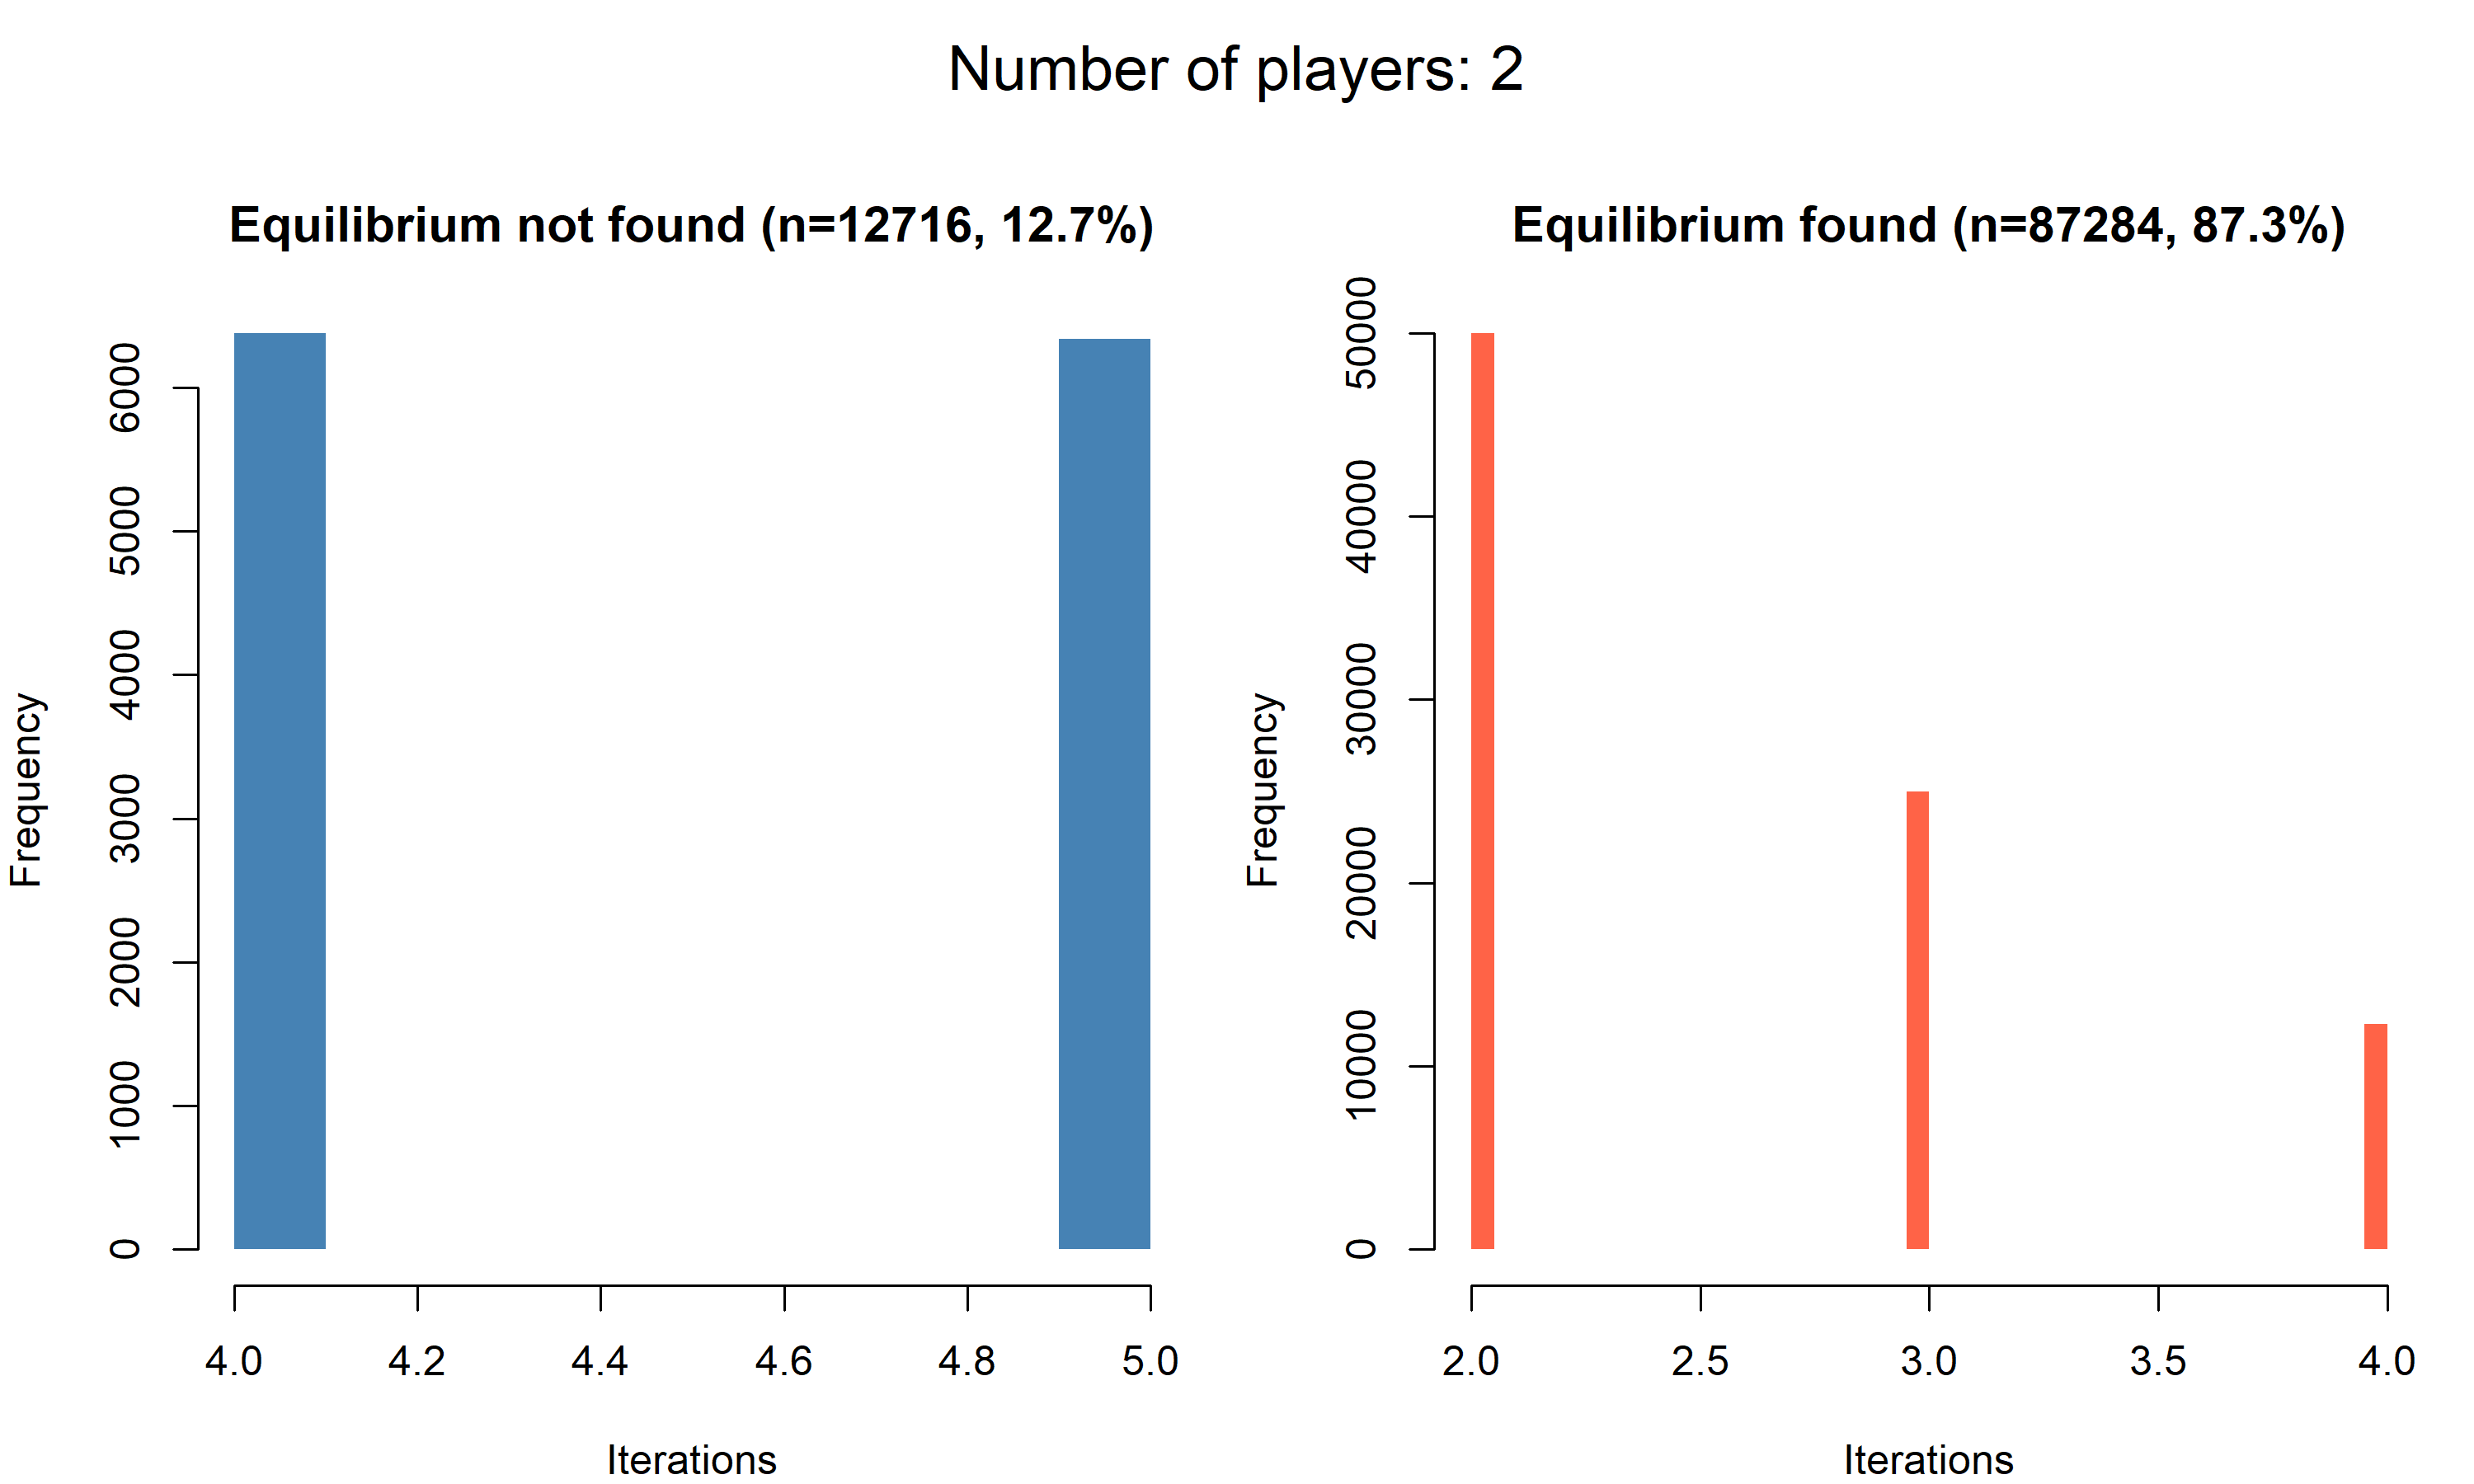 Number of players: 2
Equilibrium not found (n=12716, 12.7%)
Frequency
0 1000 2000 3000 4000 5000 6000
4.0 4.2 4.4 4.6 4.8 5.0
Iterations
Equilibrium found (n=87284, 87.3%)
Frequency
0 10000 20000 30000 40000 50000
2.0 2.5 3.0 3.5 4.0
Iterations